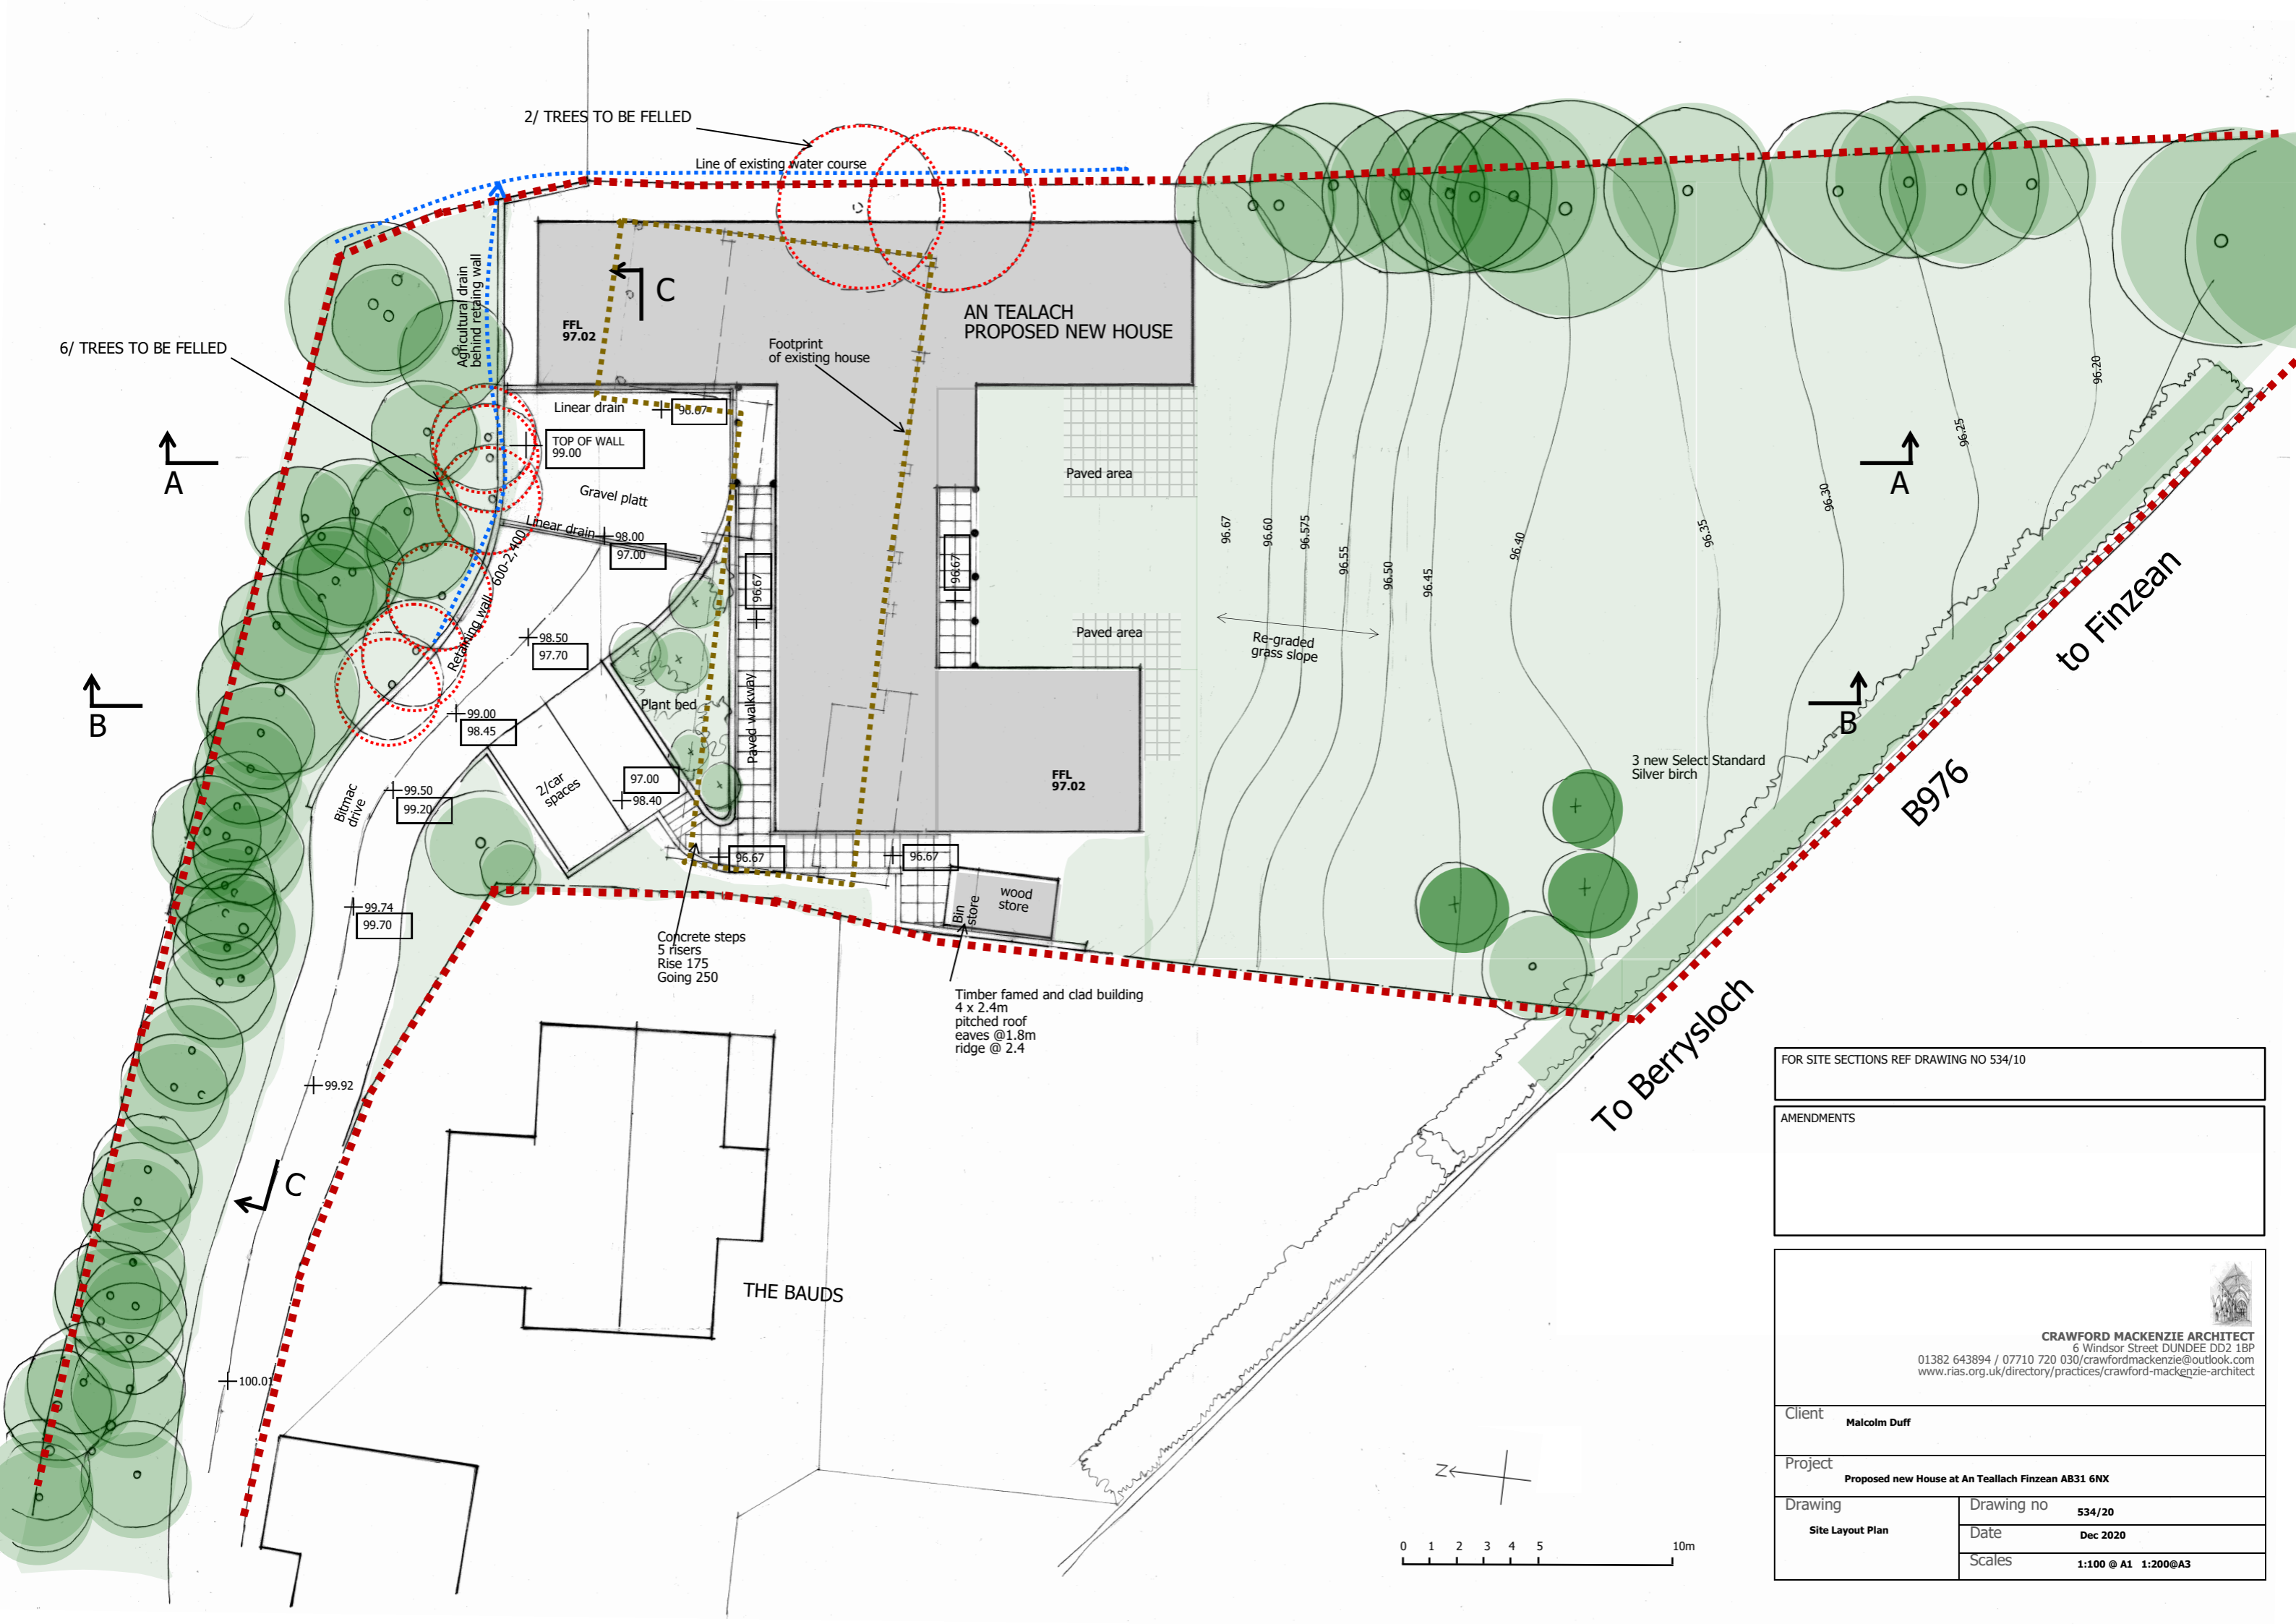 2/ TREES TO BE FELLED
Line of existing water course
Agricultural drain
behind retaing wall
C
AN TEALACH
PROPOSED NEW HOUSE
FFL
97.02
6/ TREES TO BE FELLED
Footprint
of existing house
96.20
Linear drain
96.67
TOP OF WALL
99.00
96.25
A
A
Paved area
Gravel platt
96.30
Linear drain
98.00
97.00
600-2,400
96.67
96.67
96.67
96.60
96.575
96.55
96.50
96.45
96.40
96.35
98.50
97.70
Retaining wall
Paved area
Re-graded
grass slope
to Finzean
Plant bed
Paved walkway
B
B
99.00
98.45
3 new Select Standard
Silver birch
B976
FFL
97.02
97.00
98.40
2/car
spaces
Bitmac
drive
99.50
99.20
96.67
96.67
wood
store
Bin
store
99.74
99.70
Concrete steps
5 risers
Rise 175
Going 250
Timber famed and clad building
4 x 2.4m
pitched roof
eaves @1.8m
ridge @ 2.4
To Berrysloch
99.92
C
THE BAUDS
100.01
N
0 1 2 3 4 5 10m
FOR SITE SECTIONS REF DRAWING NO 534/10
AMENDMENTS
CRAWFORD MACKENZIE ARCHITECT
6 Windsor Street DUNDEE DD2 1BP
01382 643894 / 07710 720 030/crawfordmackenzie@outlook.com
www.rias.org.uk/directory/practices/crawford-mackenzie-architect
Client
Malcolm Duff
Project
Proposed new House at An Teallach Finzean AB31 6NX
Drawing
Site Layout Plan
Drawing no
534/20
Date
Dec 2020
Scales
1:100 @ A1 1:200@A3